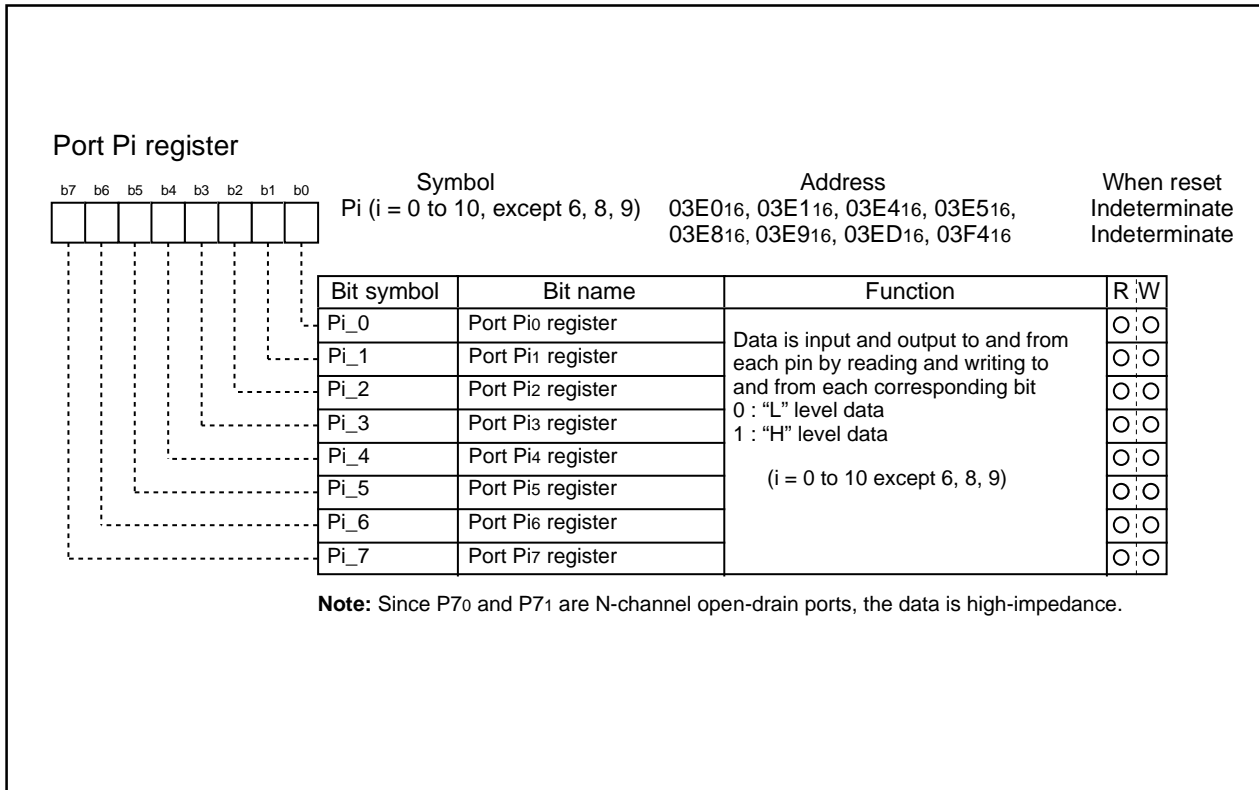 Port Pi register
b7 b6 b5 b4 b3 b2 b1 b0
Symbol Address When reset
Pi (i = 0 to 10, except 6, 8, 9) 03E016, 03E116, 03E416, 03E516, Indeterminate
03E816, 03E916, 03ED16, 03F416 Indeterminate
Bit symbol Bit name Function R W
Pi_0 Port Pi0 register
Pi_1 Port Pi1 register
Pi_2 Port Pi2 register
Pi_3 Port Pi3 register
Pi_4 Port Pi4 register
Pi_5 Port Pi5 register
Pi_6 Port Pi6 register
Pi_7 Port Pi7 register
Data is input and output to and from
each pin by reading and writing to
and from each corresponding bit
0 : “L” level data
1 : “H” level data
(i = 0 to 10 except 6, 8, 9)
Note: Since P70 and P71 are N-channel open-drain ports, the data is high-impedance.